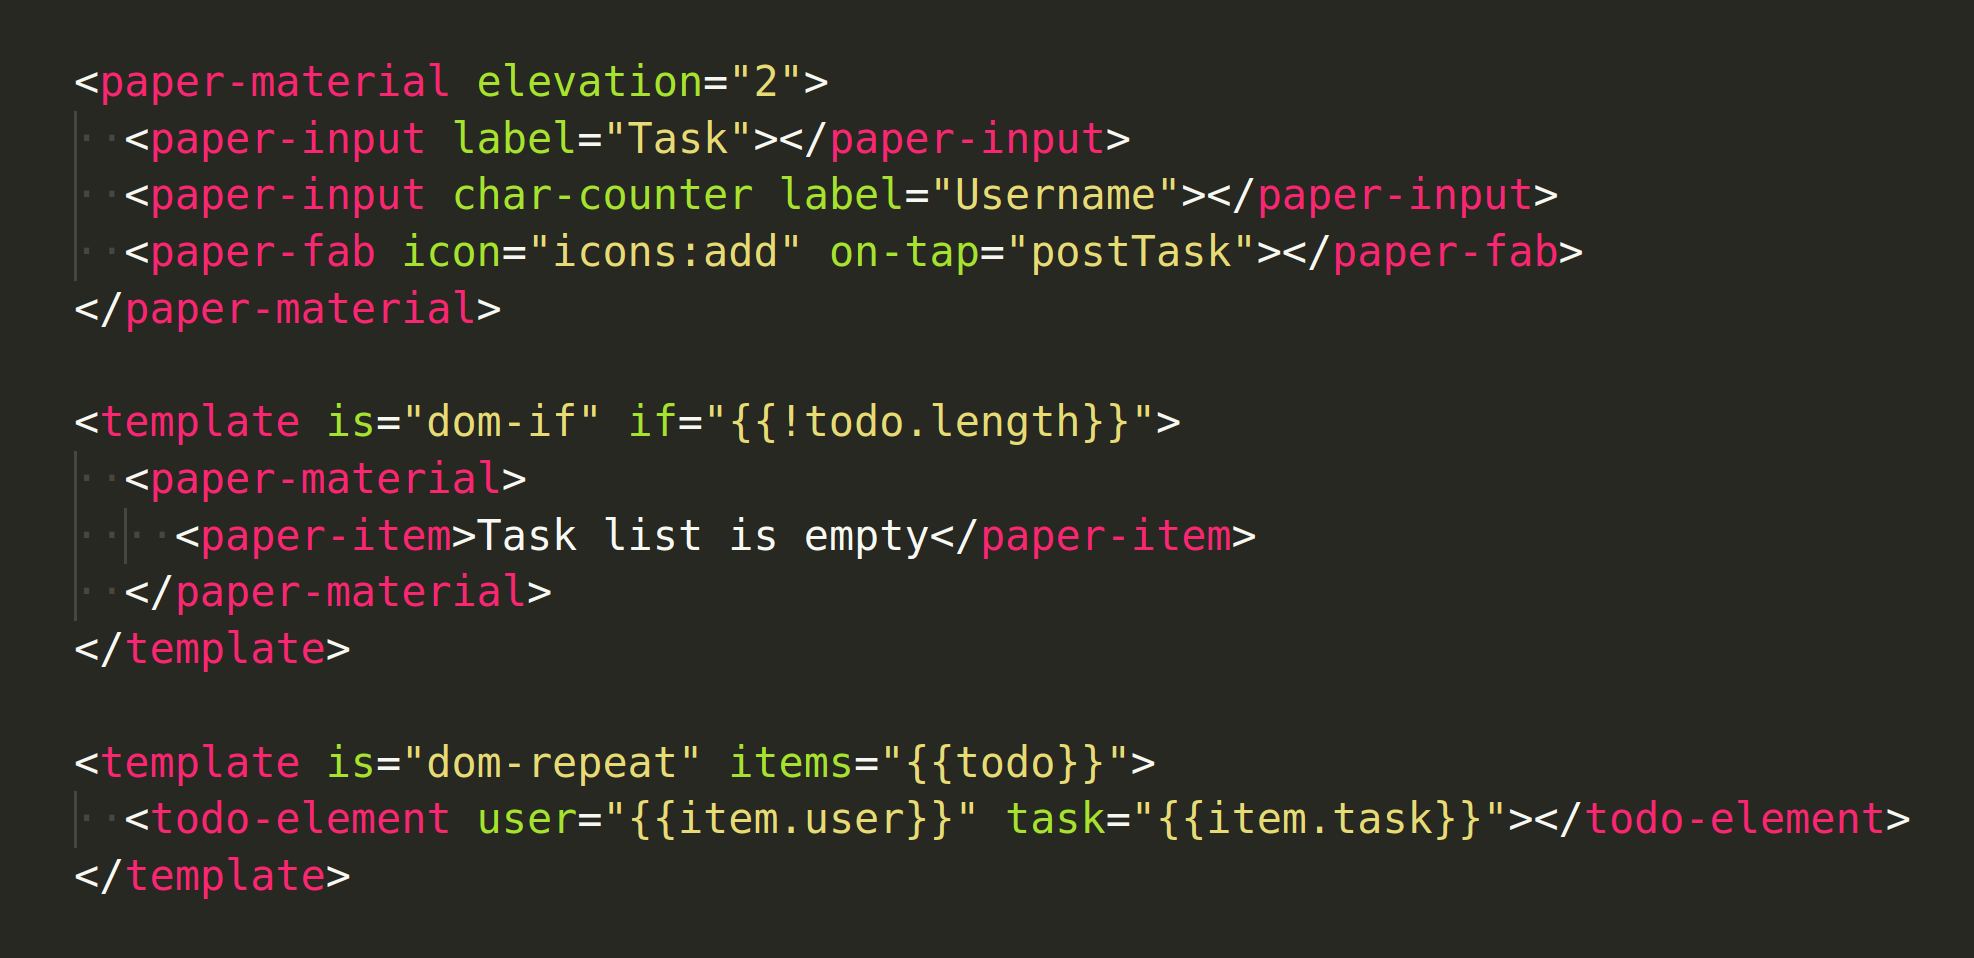 <paper-material elevation="2">
  <paper-input label="Task"></paper-input>
  <paper-input char-counter label="Username"></paper-input>
  <paper-fab icon="icons:add" on-tap="postTask"></paper-fab>
</paper-material>

<template is="dom-if" if="{{!todo.length}}">
  <paper-material>
    <paper-item>Task list is empty</paper-item>
  </paper-material>
</template>

<template is="dom-repeat" items="{{todo}}">
  <todo-element user="{{item.user}}" task="{{item.task}}"></todo-element>
</template>